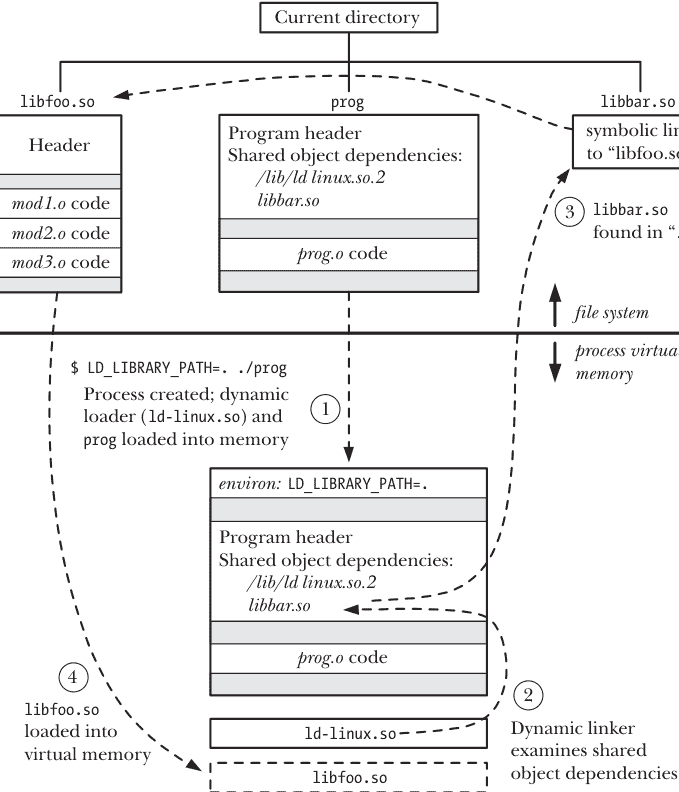 Current directory
libfoo.so
prog
libbar.so
Header
mod1.o code
mod2.o code
mod3.o code
Program header
Shared object dependencies:
/lib/ld linux.so.2
libbar.so
prog.o code
symbolic lin
to “libfoo.so
3
libbar.so
found in “.
file system
process virtua
memory
$ LD_LIBRARY_PATH=. ./prog
Process created; dynamic
loader (ld-linux.so) and
prog loaded into memory
1
environ: LD_LIBRARY_PATH=.
Program header
Shared object dependencies:
/lib/ld linux.so.2
libbar.so
prog.o code
4
libfoo.so
loaded into
virtual memory
2
Dynamic linker
examines shared
object dependencies
ld-linux.so
libfoo.so